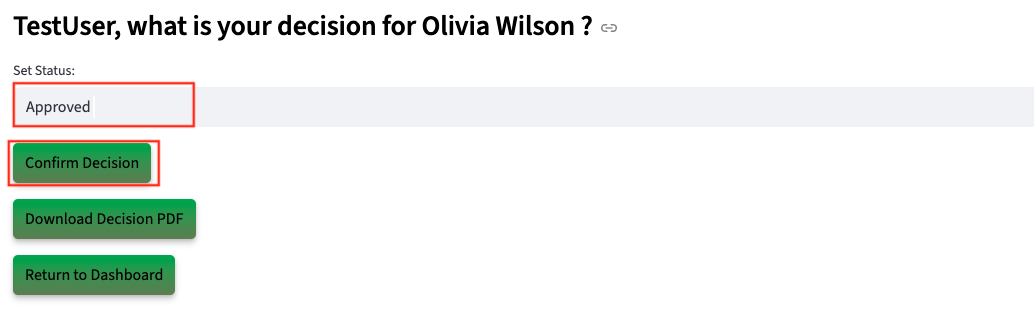 TestUser, what is your decision for Olivia Wilson ?
Set Status:
Approved
Confirm Decision
Download Decision PDF
Return to Dashboard